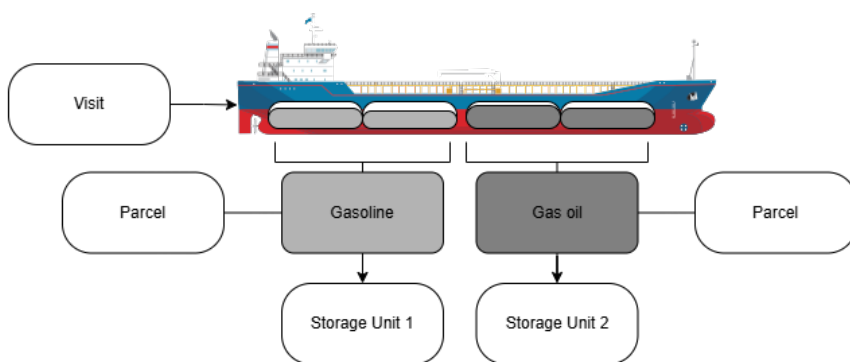 Visit
Parcel
Gasoline
Gas oil
Parcel
Storage Unit 1
Storage Unit 2